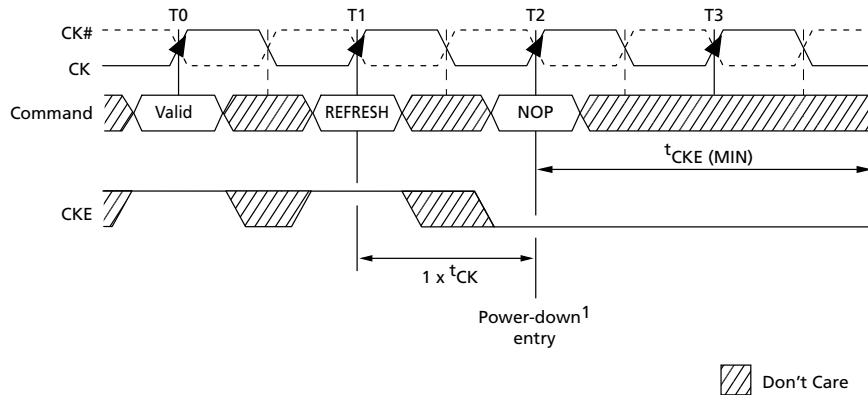 T0 T1 T2 T3
CK#
CK
Command Valid REFRESH NOP
tCKE (MIN)
CKE
1 x tCK
Power-down1
entry
Don't Care